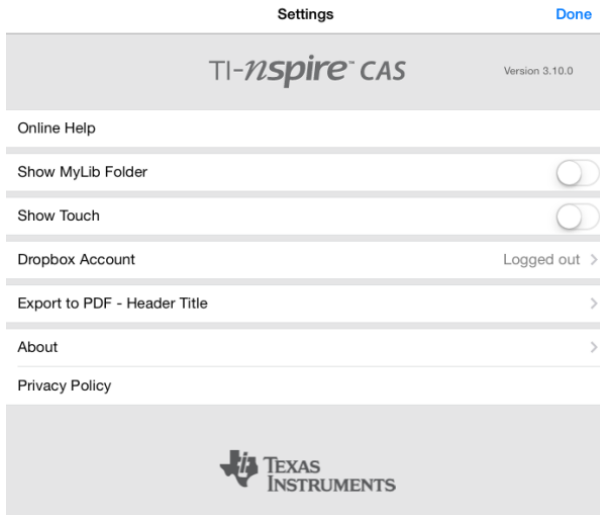 Settings
Done
TI-nspire™ CAS
Version 3.10.0
Online Help
Show MyLib Folder
Show Touch
Dropbox Account
Logged out
Export to PDF - Header Title
About
Privacy Policy
TEXAS
INSTRUMENTS